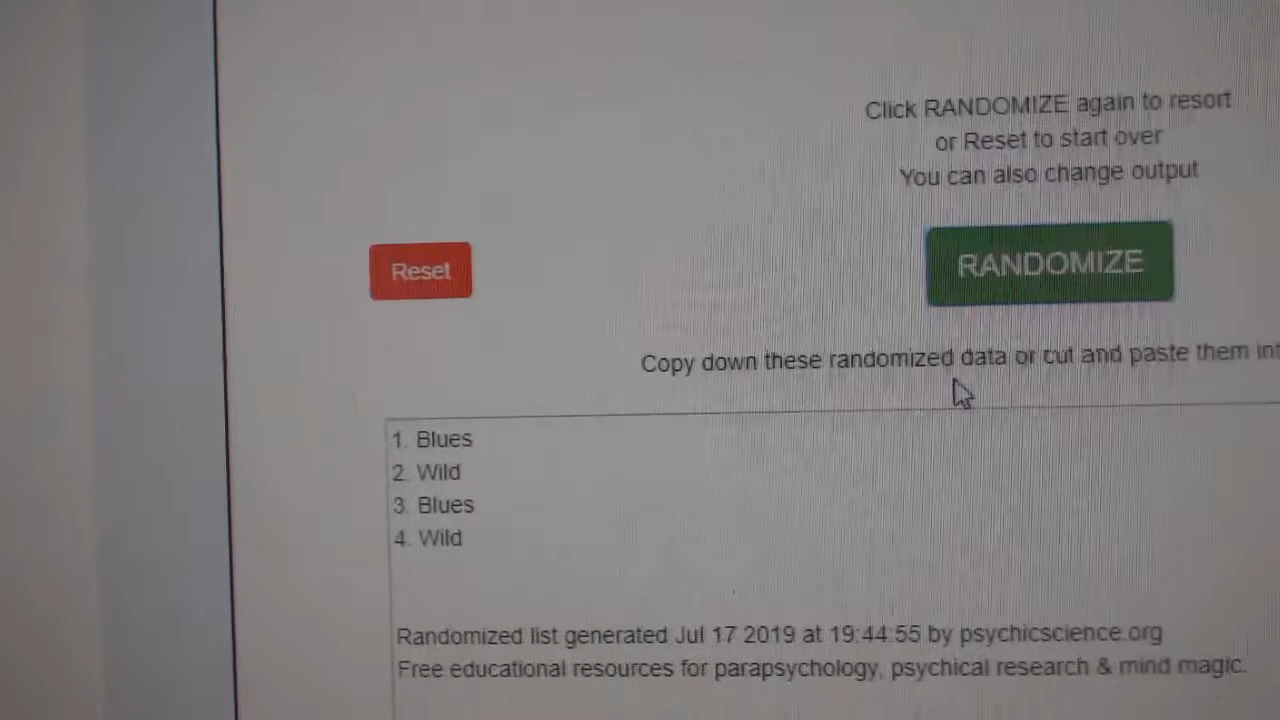 Click RANDOMIZE again to resort
or Reset to start over
You can also change output
Reset
RANDOMIZE
Copy down these randomized data or cut and paste them
1. Blues
2. Wild
3. Blues
4. Wild
Randomized list generated Jul 17 2019 at 19:44:55 by psychicscience.org
Free educational resources for parapsychology, psychical research & mind magic.